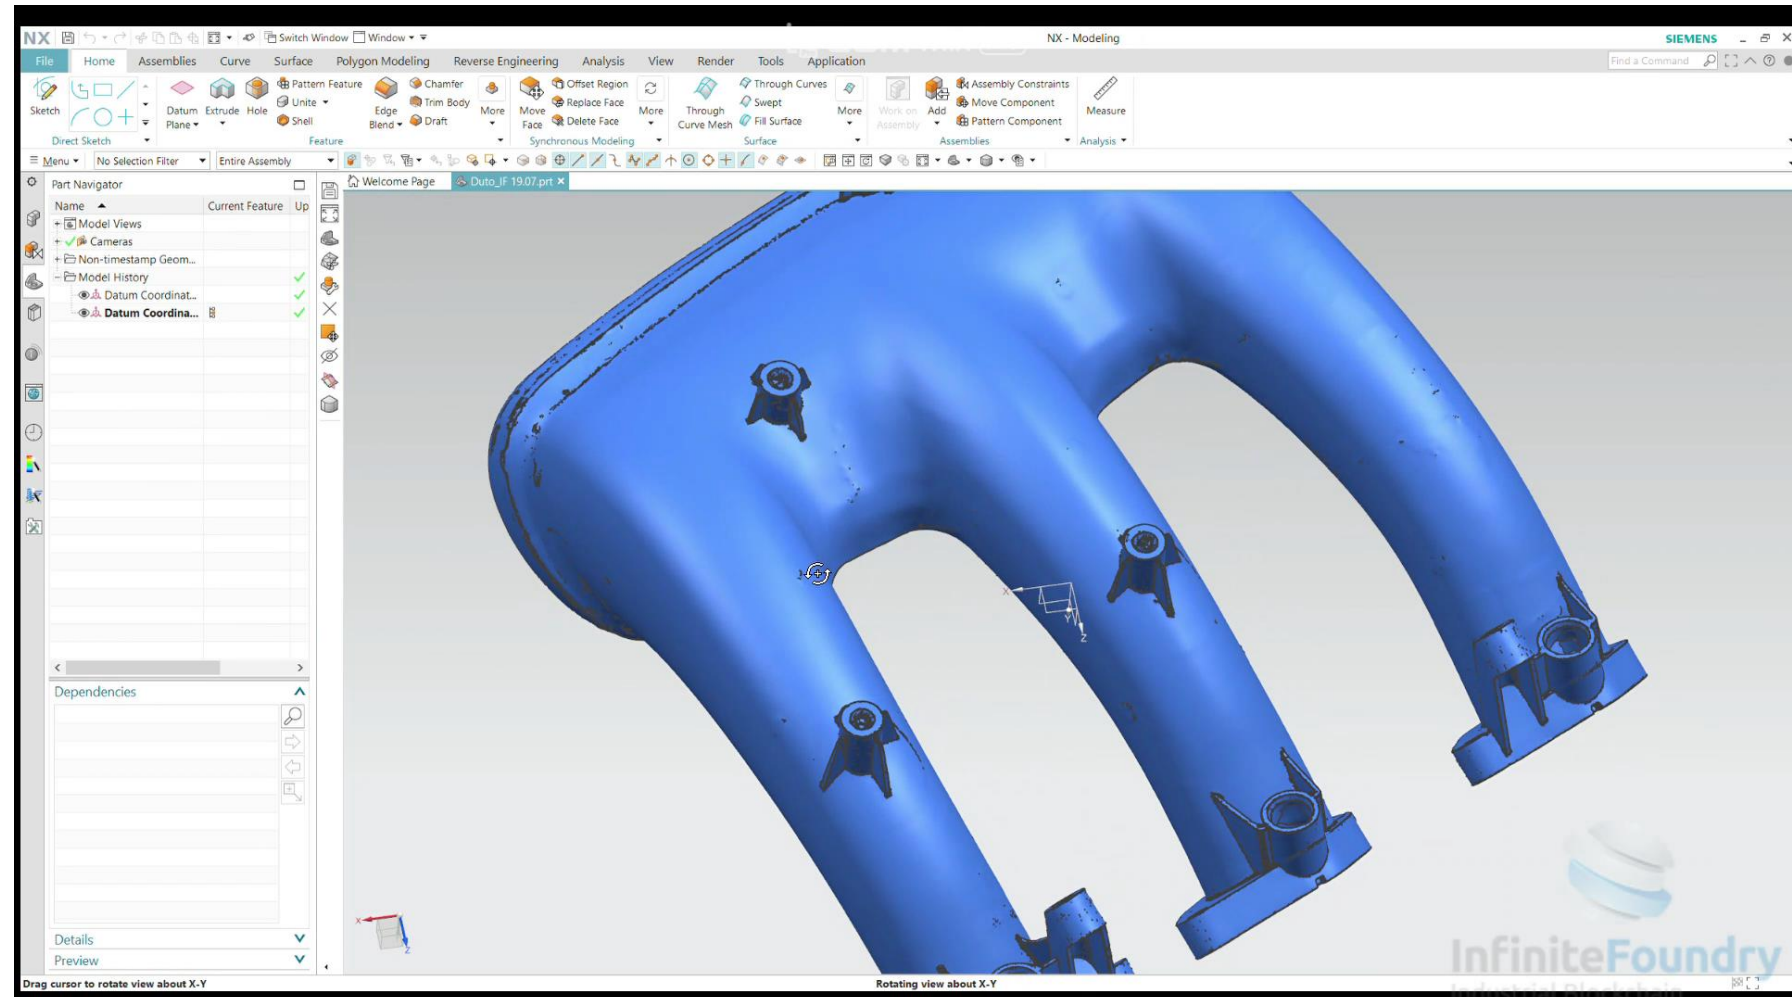 NX
Switch Window Window
NX - Modeling
SIEMENS
File Home Assemblies Curve Surface Polygon Modeling Reverse Engineering Analysis View Render Tools Application
Find a Command
Pattern Feature Chamfer Offset Region Through Curves Assembly Constraints
Sketch Datum Plane Extrude Hole Unite Edge Blend Trim Body More Move Face Replace Face More Through Curve Mesh Swept More Work on Assembly Add Move Component Measure
Shell Draft Delete Face Fill Surface Pattern Component
Direct Sketch Feature Synchronous Modeling Surface Assemblies Analysis
Menu No Selection Filter Entire Assembly
Part Navigator
Welcome Page Duto_IF 19.07.prt
Name Current Feature Up
Model Views
Cameras
Non-timestamp Geom...
Model History
Datum Coordinat...
Datum Coordina...
X
Y
Z
Dependencies
X
Z
Details
Preview
InfiniteFoundry
Industrial Blockchain
Drag cursor to rotate view about X-Y Rotating view about X-Y